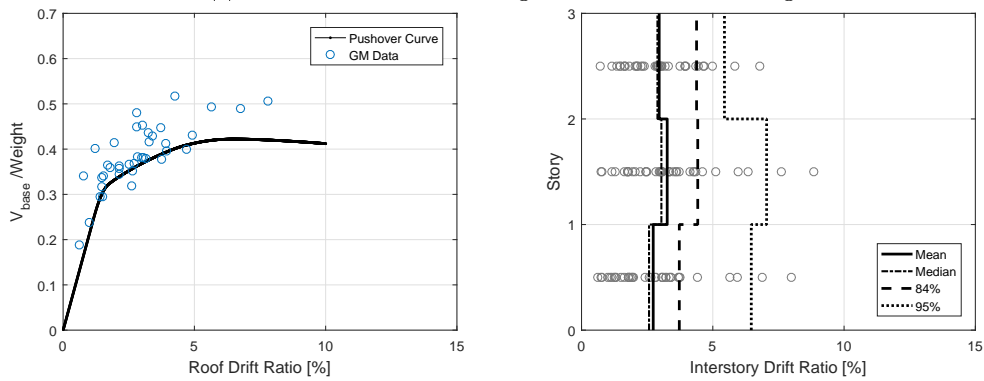 0.7
0.6
0.5
0.4
0.3
0.2
0.1
0
V_base /Weight
Pushover Curve
GM Data
0 5 10 15
Roof Drift Ratio [%]
3
2
1
0
Story
Mean
Median
84%
95%
0 5 10 15
Interstory Drift Ratio [%]